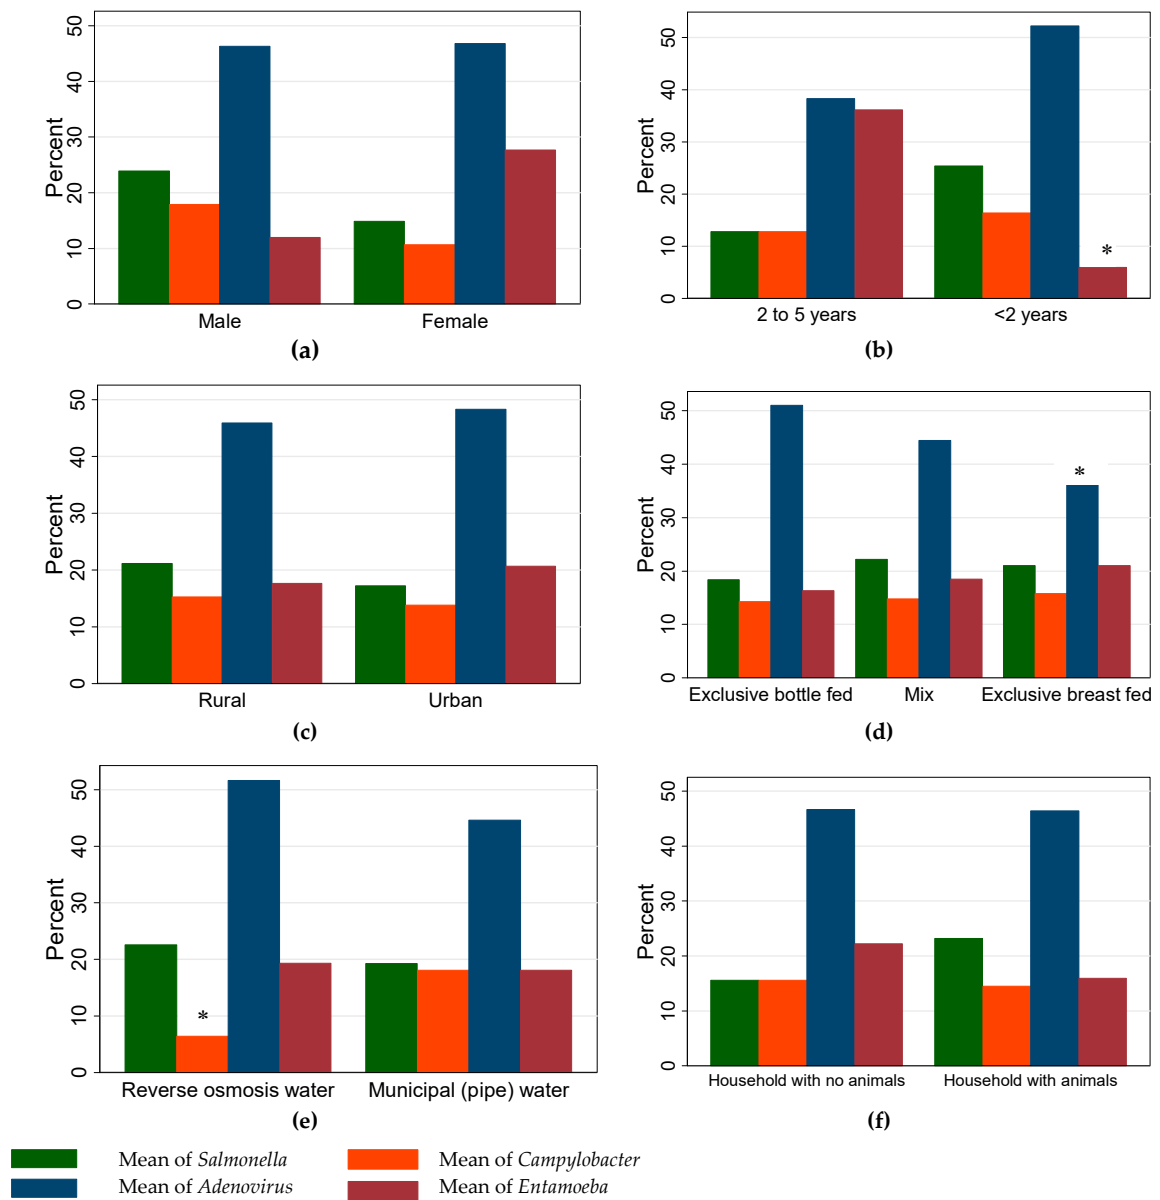 Percent
0
10
20
30
40
50
Male
Female
(a)
Percent
0
10
20
30
40
50
*
2 to 5 years
<2 years
(b)
Percent
0
10
20
30
40
50
Rural
Urban
(c)
Percent
0
10
20
30
40
50
*
Exclusive bottle fed
Mix
Exclusive breast fed
(d)
Percent
0
10
20
30
40
50
*
Reverse osmosis water
Municipal (pipe) water
(e)
Percent
0
10
20
30
40
50
Household with no animals
Household with animals
(f)
Mean of Salmonella
Mean of Campylobacter
Mean of Adenovirus
Mean of Entamoeba